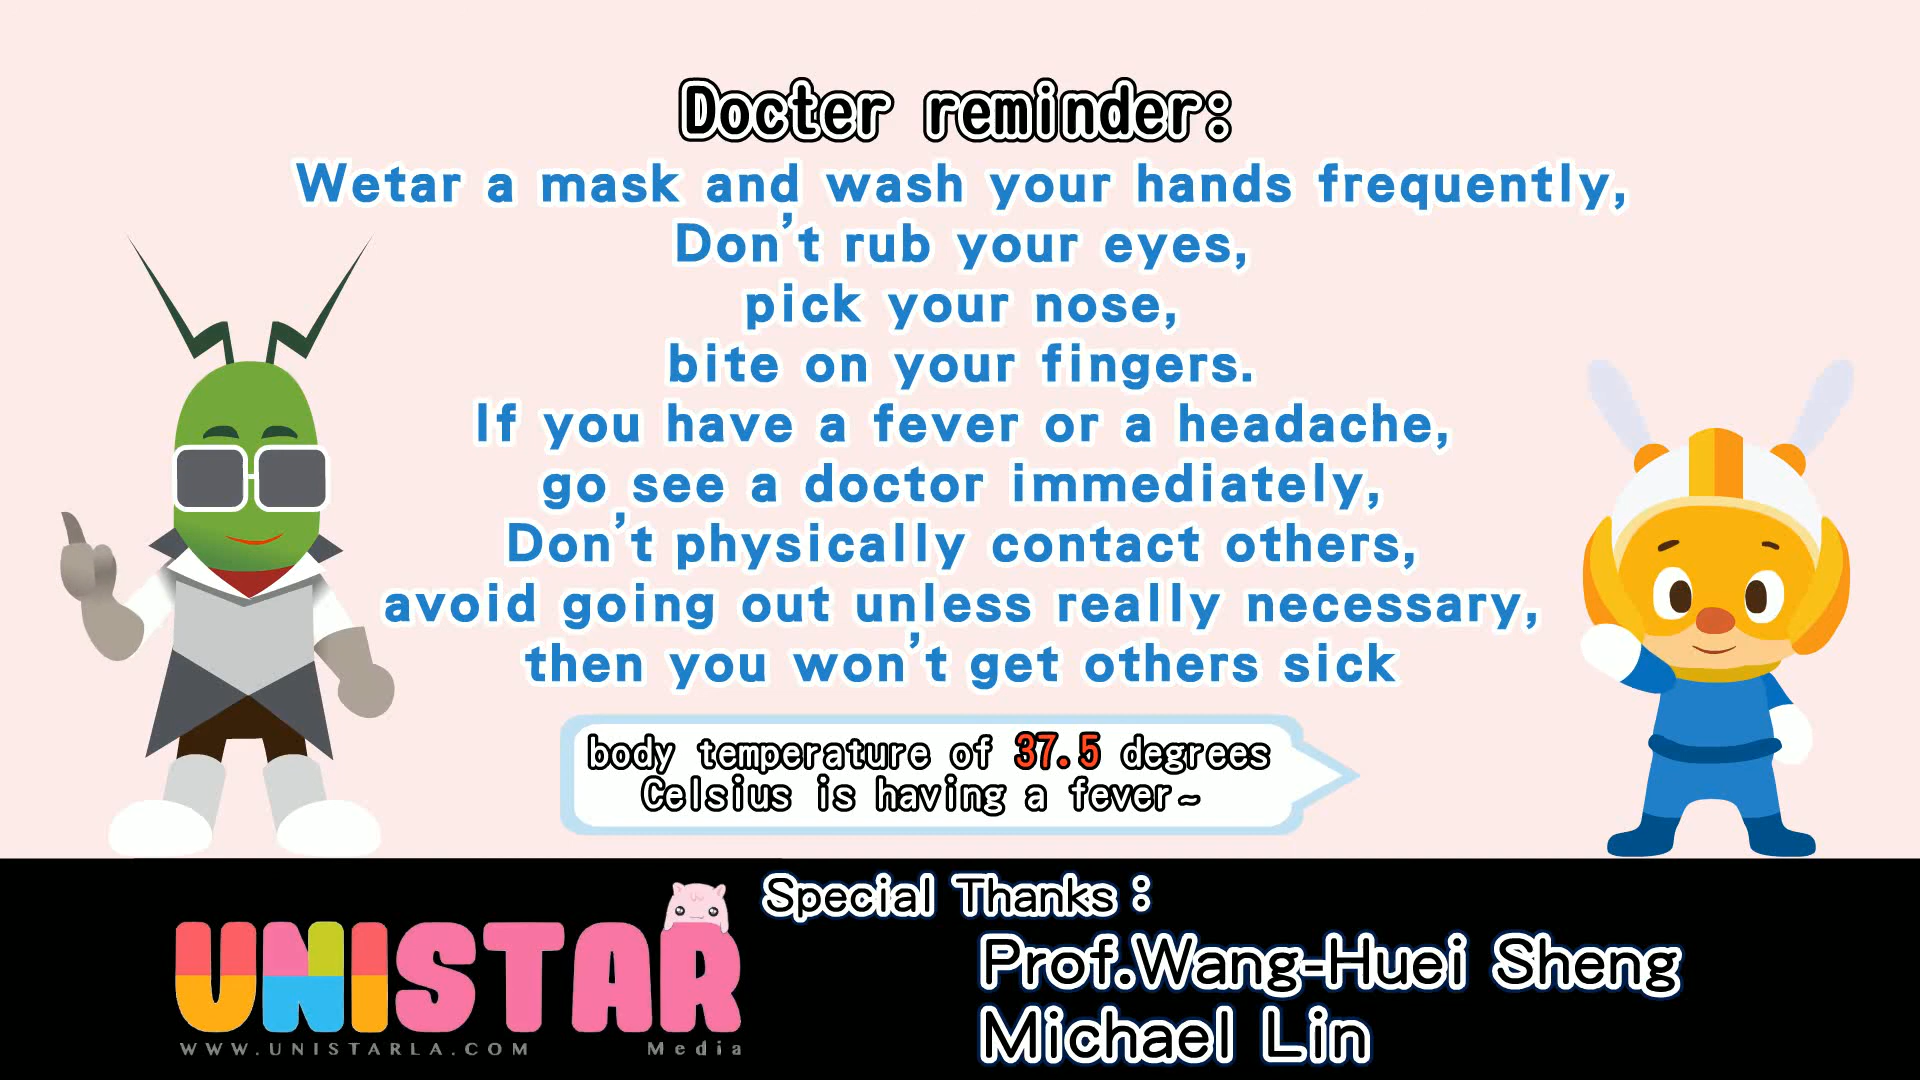 Docter reminder:
Wetar a mask and wash your hands frequently,
Don't rub your eyes,
pick your nose,
bite on your fingers.
If you have a fever or a headache,
go see a doctor immediately,
Don't physically contact others,
avoid going out unless really necessary,
then you won't get others sick
body temperature of 37.5 degrees
Celsius is having a fever~
UNISTAR
WWW.UNISTARLA.COM Media
Special Thanks:
Prof.Wang-Huei Sheng
Michael Lin